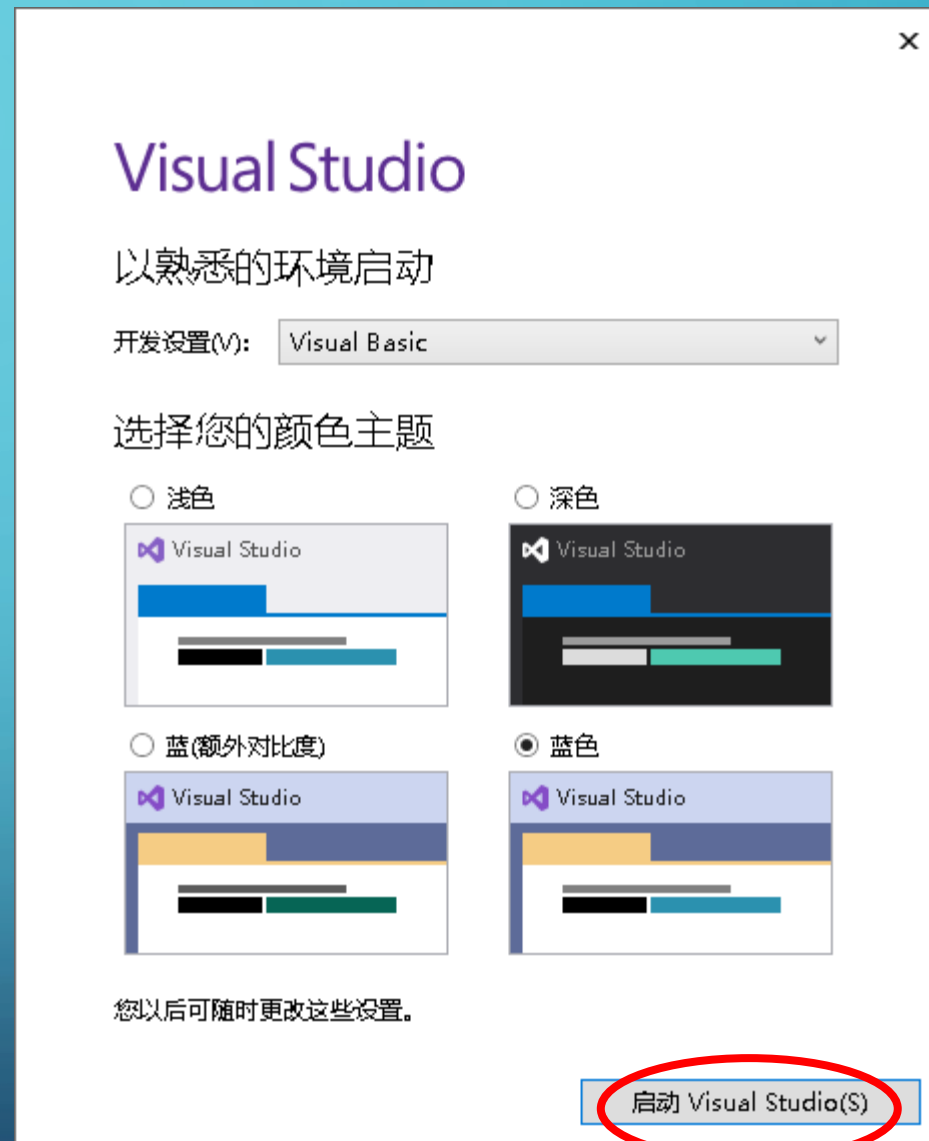 Visual Studio
以熟悉的环境启动
开发设置(V): Visual Basic
选择您的颜色主题
浅色
深色
Visual Studio
Visual Studio
蓝(额外对比度)
蓝色
Visual Studio
Visual Studio
您以后可随时更改这些设置。
启动 Visual Studio(S)